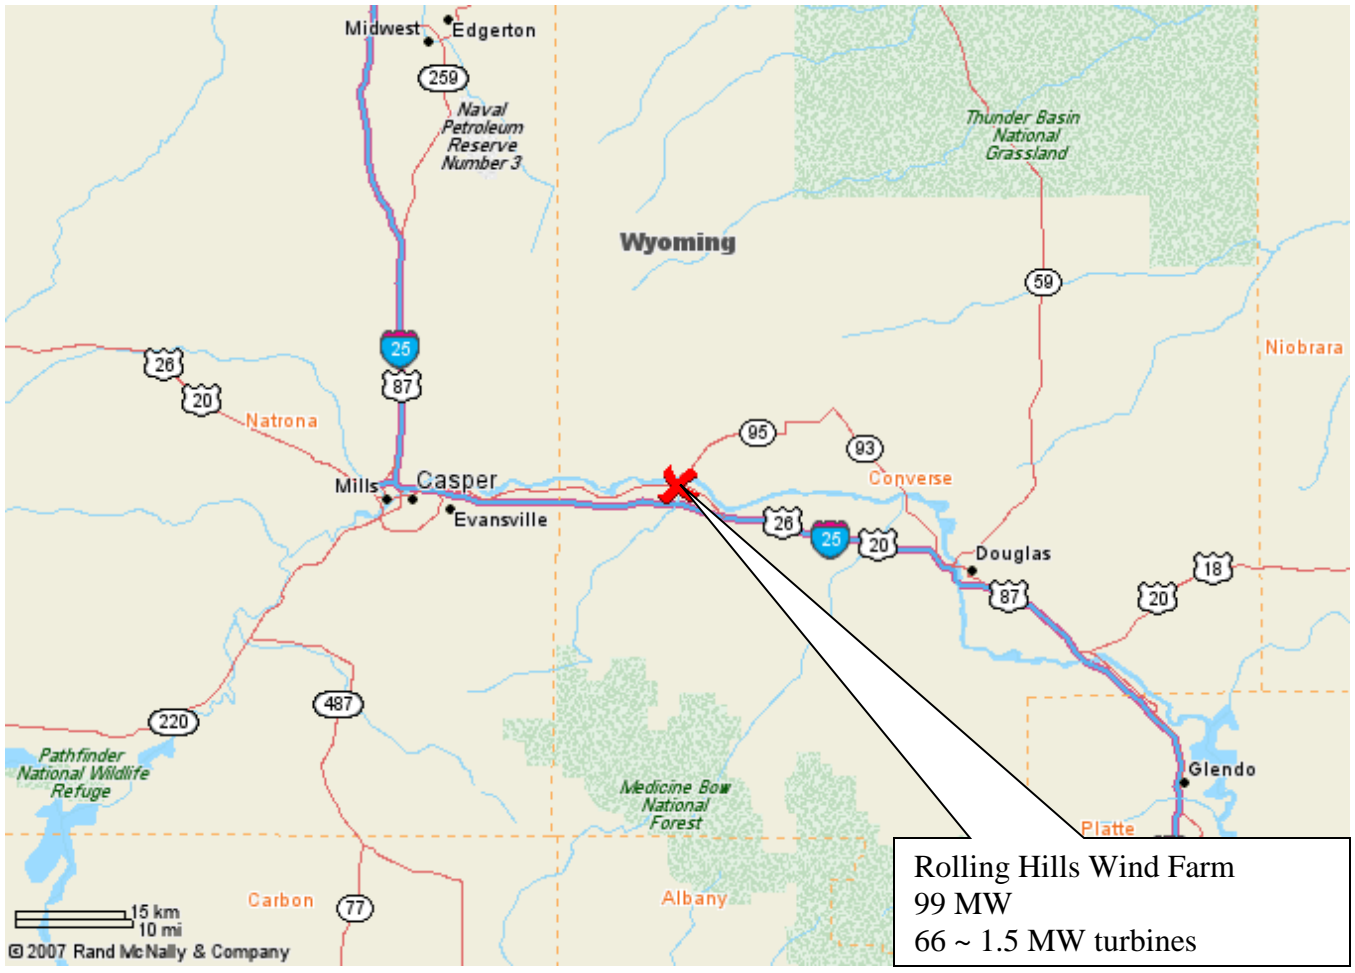 Midwest
Edgerton
259
Naval
Petroleum
Reserve
Number 3
Thunder Basin
National
Grassland
Wyoming
59
25
87
26
20
Natrona
Niobrara
95
93
Converse
Mills
Casper
Evansville
26
25
20
Douglas
87
18
20
220
487
Pathfinder
National Wildlife
Refuge
Medicine Bow
National
Forest
Glendo
Platte
Carbon
77
Albany
15 km
10 mi
© 2007 Rand McNally & Company
Rolling Hills Wind Farm
99 MW
66 ~ 1.5 MW turbines